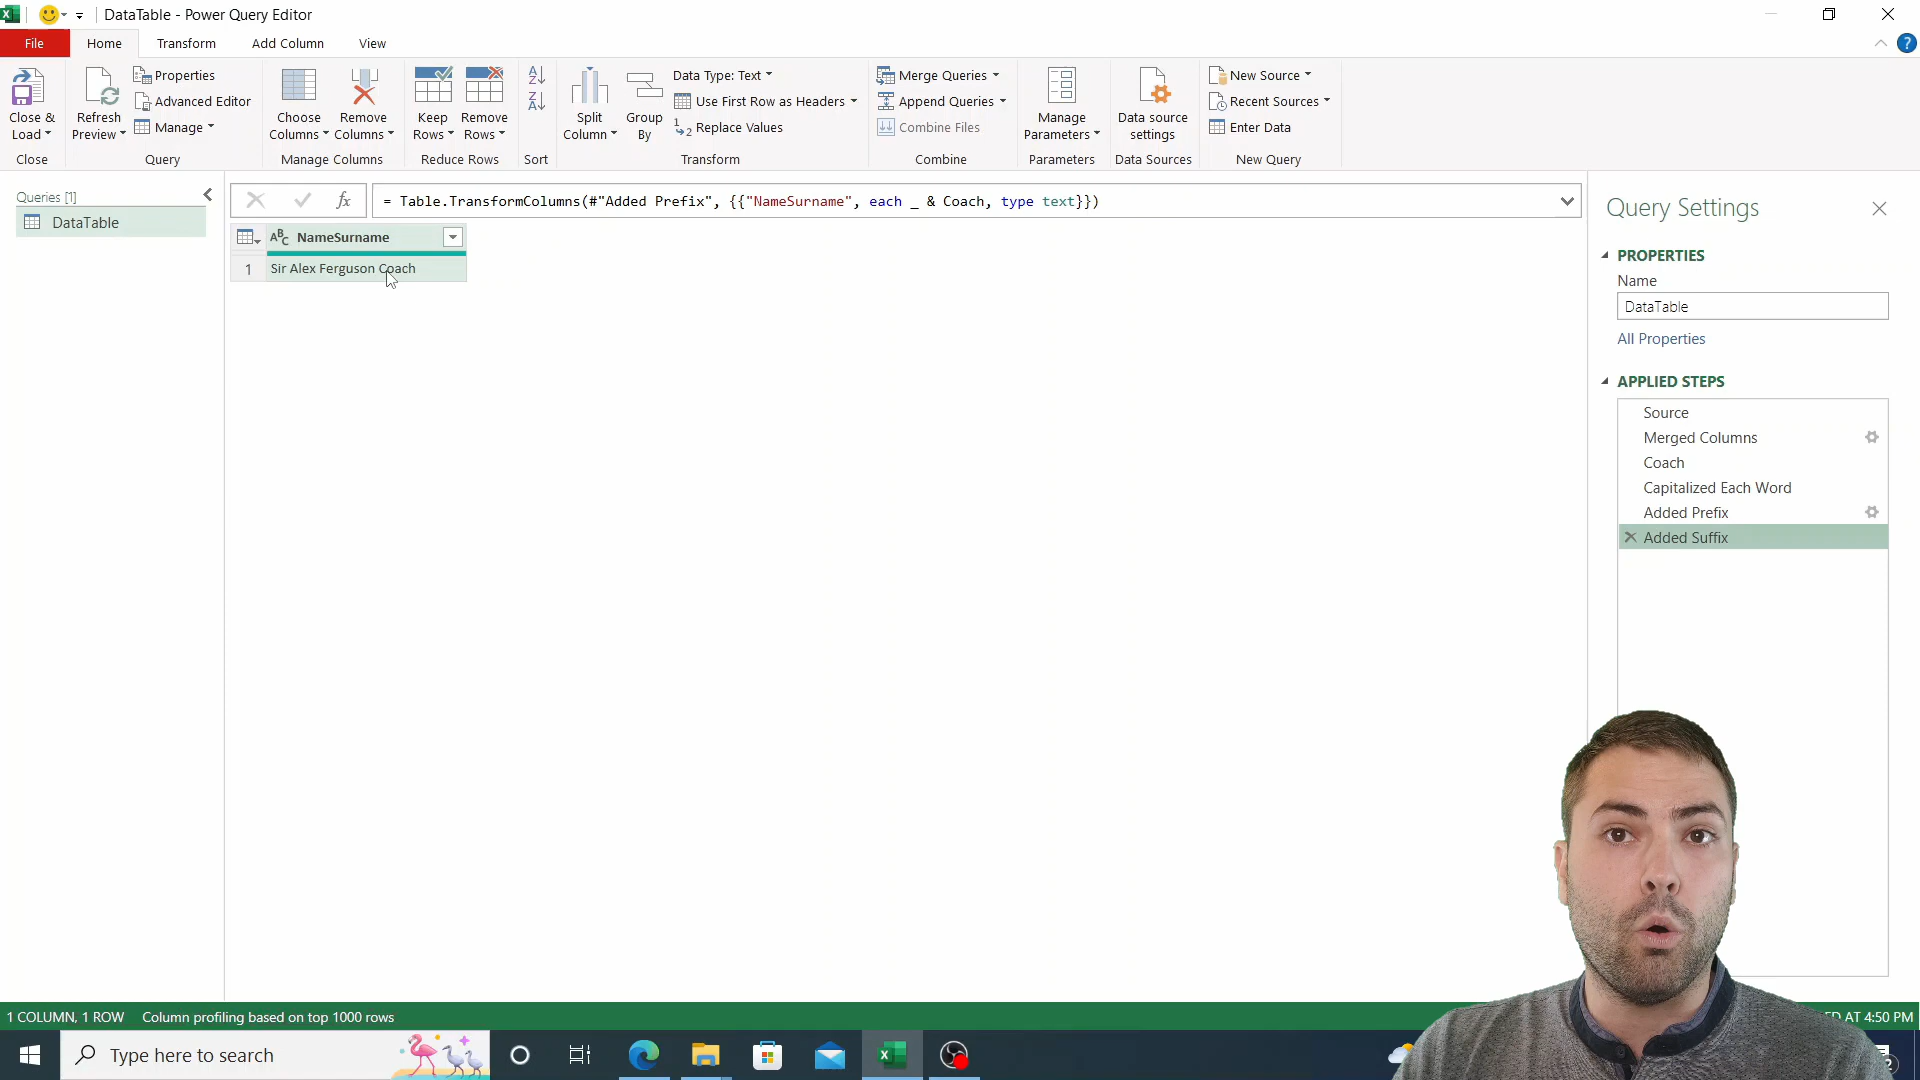 DataTable - Power Query Editor
File
Home
Transform
Add Column
View
Close &
Load
Close
Refresh
Preview
Properties
Advanced Editor
Manage
Query
Choose
Columns
Remove
Columns
Manage Columns
Keep
Rows
Remove
Rows
Reduce Rows
Sort
Split
Column
Group
By
Data Type: Text
Use First Row as Headers
Replace Values
Transform
Merge Queries
Append Queries
Combine Files
Combine
Manage
Parameters
Parameters
Data source
settings
Data Sources
New Source
Recent Sources
Enter Data
New Query
Queries [1]
DataTable
= Table.TransformColumns(#"Added Prefix", {{"NameSurname", each _ & Coach, type text}})
NameSurname
1 Sir Alex Ferguson Coach
Query Settings
PROPERTIES
Name
DataTable
All Properties
APPLIED STEPS
Source
Merged Columns
Coach
Capitalized Each Word
Added Prefix
Added Suffix
1 COLUMN, 1 ROW
Column profiling based on top 1000 rows
ED AT 4:50 PM
Type here to search